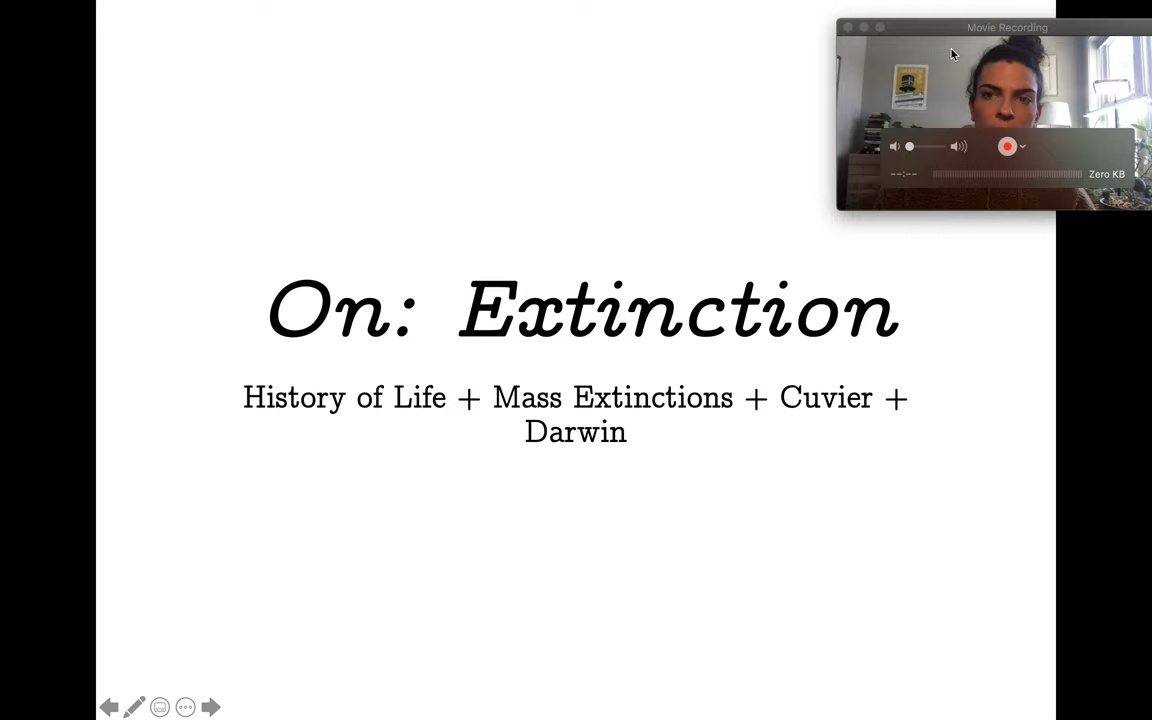 Movie Recording
--:--
Zero KB
On: Extinction
History of Life + Mass Extinctions + Cuvier +
Darwin